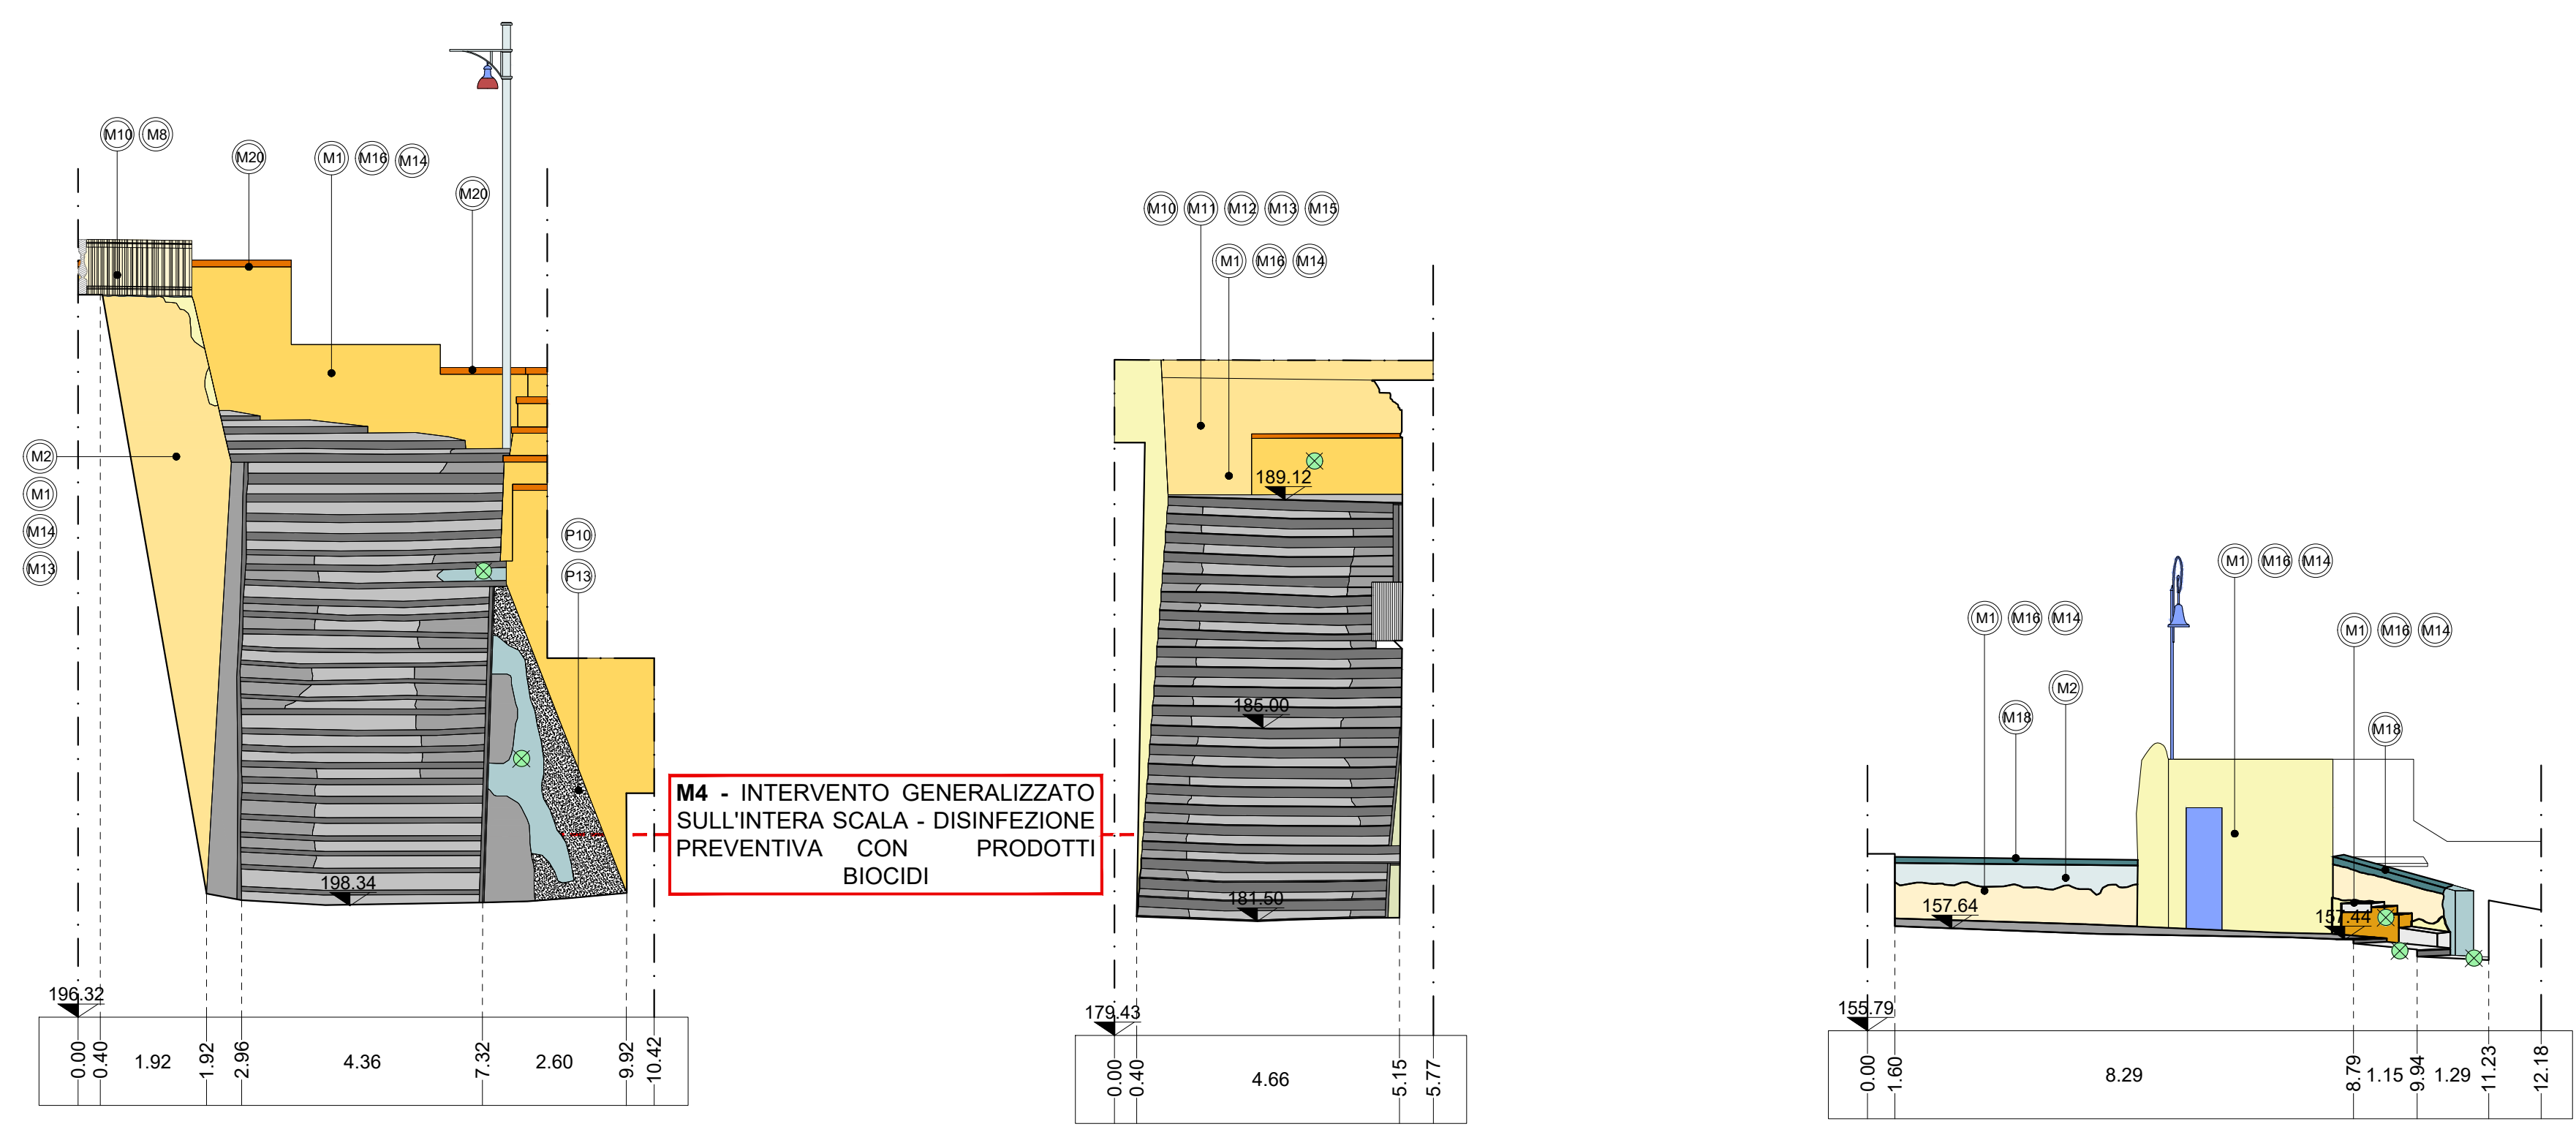 M10 M8
M20
M1 M16 M14
M20
M2
M1
M14
M13
P10
P13
198.34
196.32
0.00 0.40 1.92 1.92 2.96 4.36 7.32 2.60 9.92 10.42
M4 - INTERVENTO GENERALIZZATO
SULL'INTERA SCALA - DISINFEZIONE
PREVENTIVA CON PRODOTTI
BIOCIDI
M10 M11 M12 M13 M15
M1 M16 M14
189.12
185.00
181.50
179.43
0.00 0.40 4.66 5.15 5.77
M1 M16 M14
M1 M16 M14
M1 M16 M14
M2
M18
M18
157.64
157.44
155.79
0.00 1.60 8.29 8.79 1.15 9.94 1.29 11.23 12.18